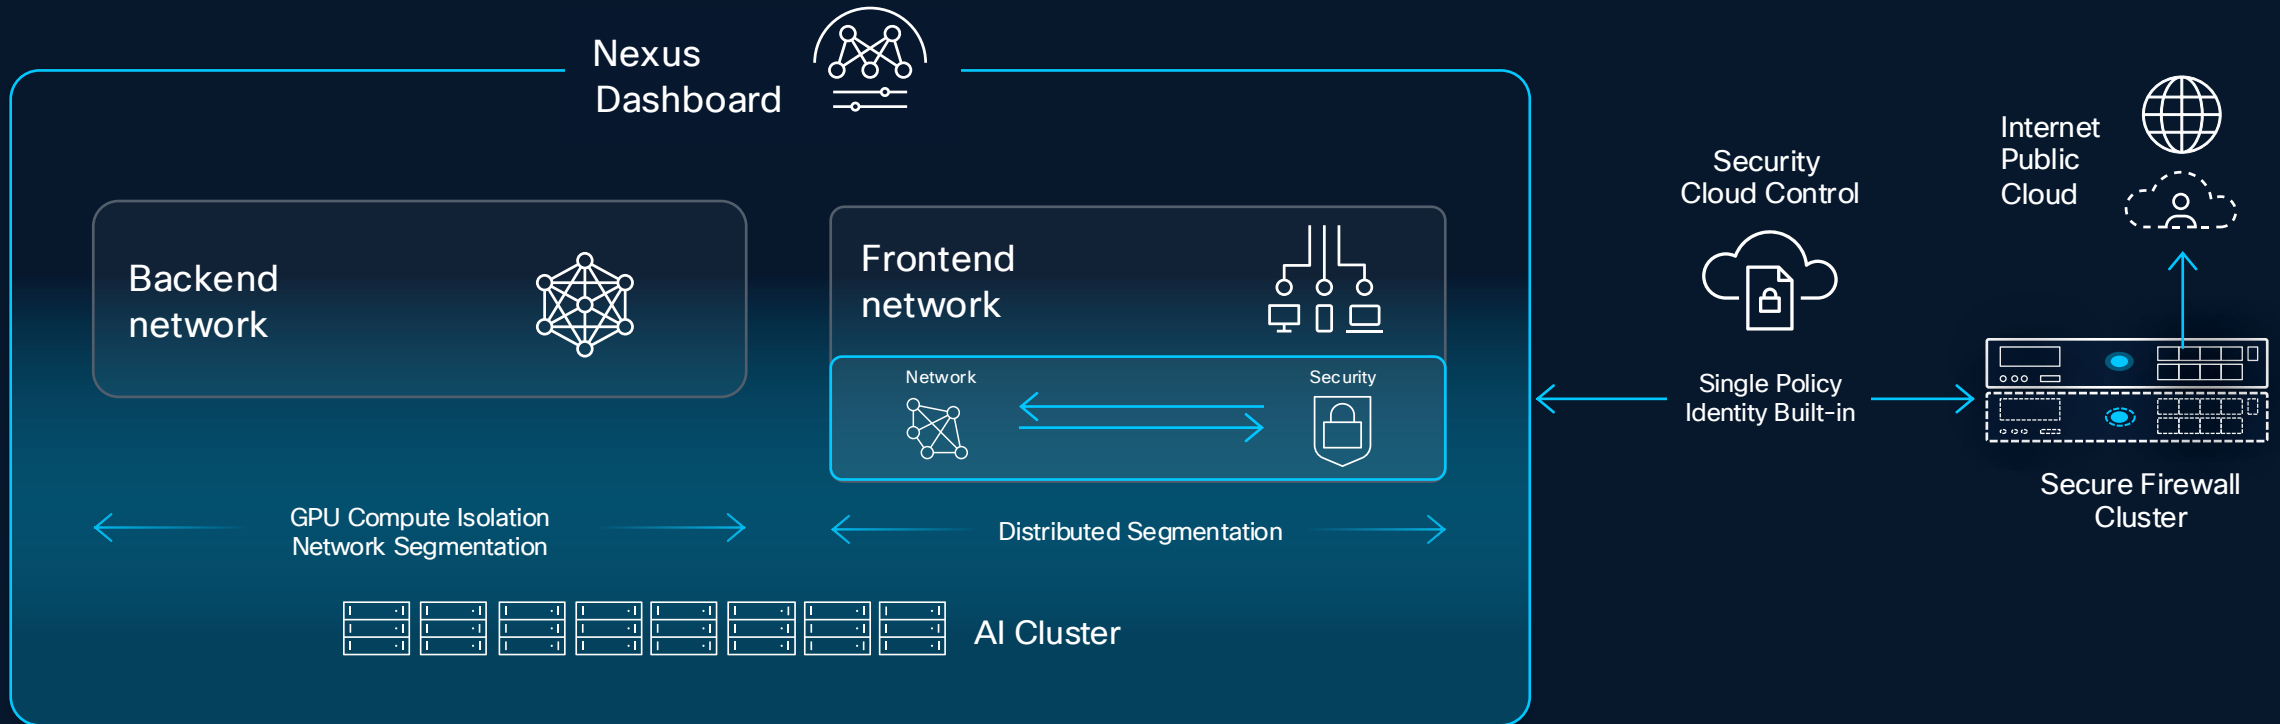 Nexus
Dashboard
Backend
network
Frontend
network
Network
Security
GPU Compute Isolation
Network Segmentation
Distributed Segmentation
AI Cluster
Security
Cloud Control
Single Policy
Identity Built-in
Internet
Public
Cloud
Secure Firewall
Cluster